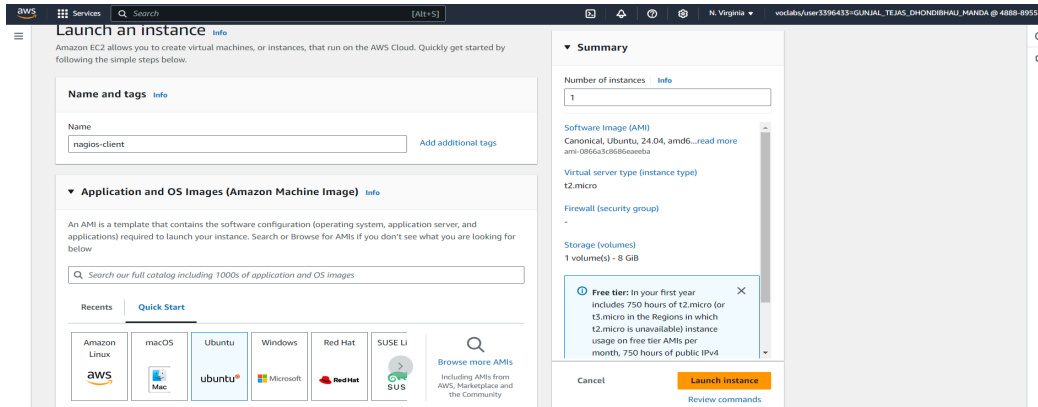 aws
Services
Search
[Alt+S]
N. Virginia
voclabs/user3396433=GUNJAL_TEJAS_DHONDIBHAU_MANDA @ 4888-8955
Launch an instance Info
Amazon EC2 allows you to create virtual machines, or instances, that run on the AWS Cloud. Quickly get started by
following the simple steps below.
Name and tags Info
Name
nagios-client
Add additional tags
Application and OS Images (Amazon Machine Image) Info
An AMI is a template that contains the software configuration (operating system, application server, and
applications) required to launch your instance. Search or Browse for AMIs if you don't see what you are looking for
below
Search our full catalog including 1000s of application and OS images
Recents
Quick Start
Amazon
Linux
aws
macOS
Mac
Ubuntu
ubuntu®
Windows
Microsoft
Red Hat
Red Hat
SUSE Li
SUS
Browse more AMIs
Including AMIs from
AWS, Marketplace and
the Community
Summary
Number of instances Info
1
Software Image (AMI)
Canonical, Ubuntu, 24.04, amd6...read more
ami-0866a3c8686eaeeba
Virtual server type (instance type)
t2.micro
Firewall (security group)
-
Storage (volumes)
1 volume(s) - 8 GiB
Free tier: In your first year
includes 750 hours of t2.micro (or
t3.micro in the Regions in which
t2.micro is unavailable) instance
usage on free tier AMIs per
month, 750 hours of public IPv4
Cancel
Launch instance
Review commands